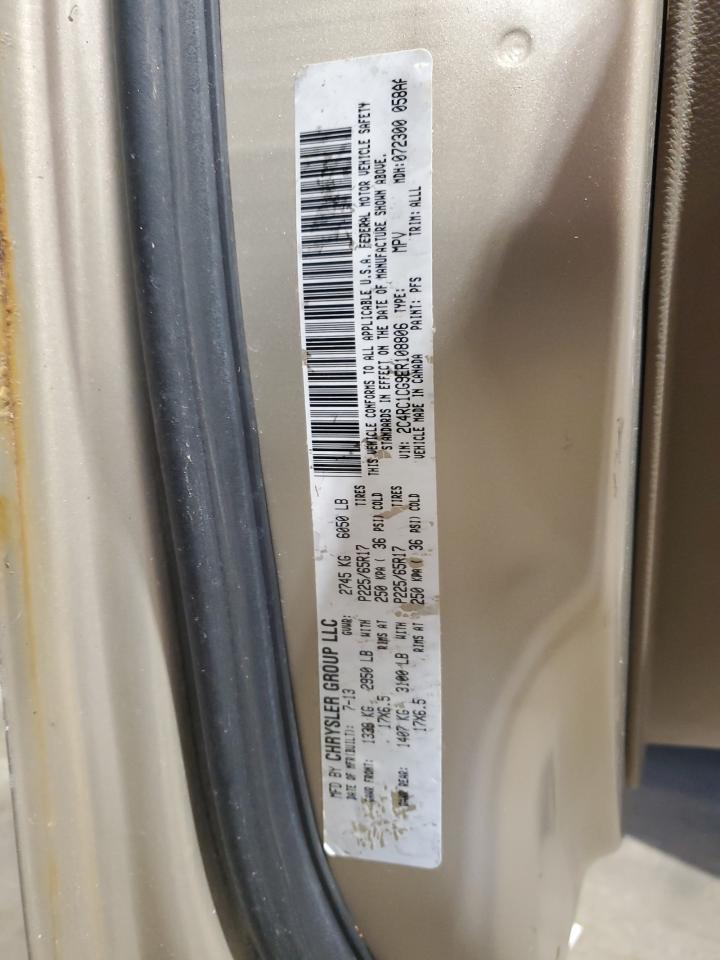 MFD BY CHRYSLER GROUP LLC
DATE OF MFR(BUILT): 7-13 GVWR: 2745 KG 6050 LB
GAWR FRONT: 1338 KG 2950 LB WITH P225/65R17 TIRES
17X6.5 RIMS AT 250 KPA ( 36 PSI) COLD
GAWR REAR: 1407 KG 3100 LB WITH P225/65R17 TIRES
17X6.5 RIMS AT 250 KPA ( 36 PSI) COLD
THIS VEHICLE CONFORMS TO ALL APPLICABLE U.S.A. FEDERAL MOTOR VEHICLE SAFETY
STANDARDS IN EFFECT ON THE DATE OF MANUFACTURE SHOWN ABOVE.
VIN: 2C4RC1CG9ER108806 TYPE: MPV MDH:072300 058AA
VEHICLE MADE IN CANADA PAINT: PFS TRIM: ALLL